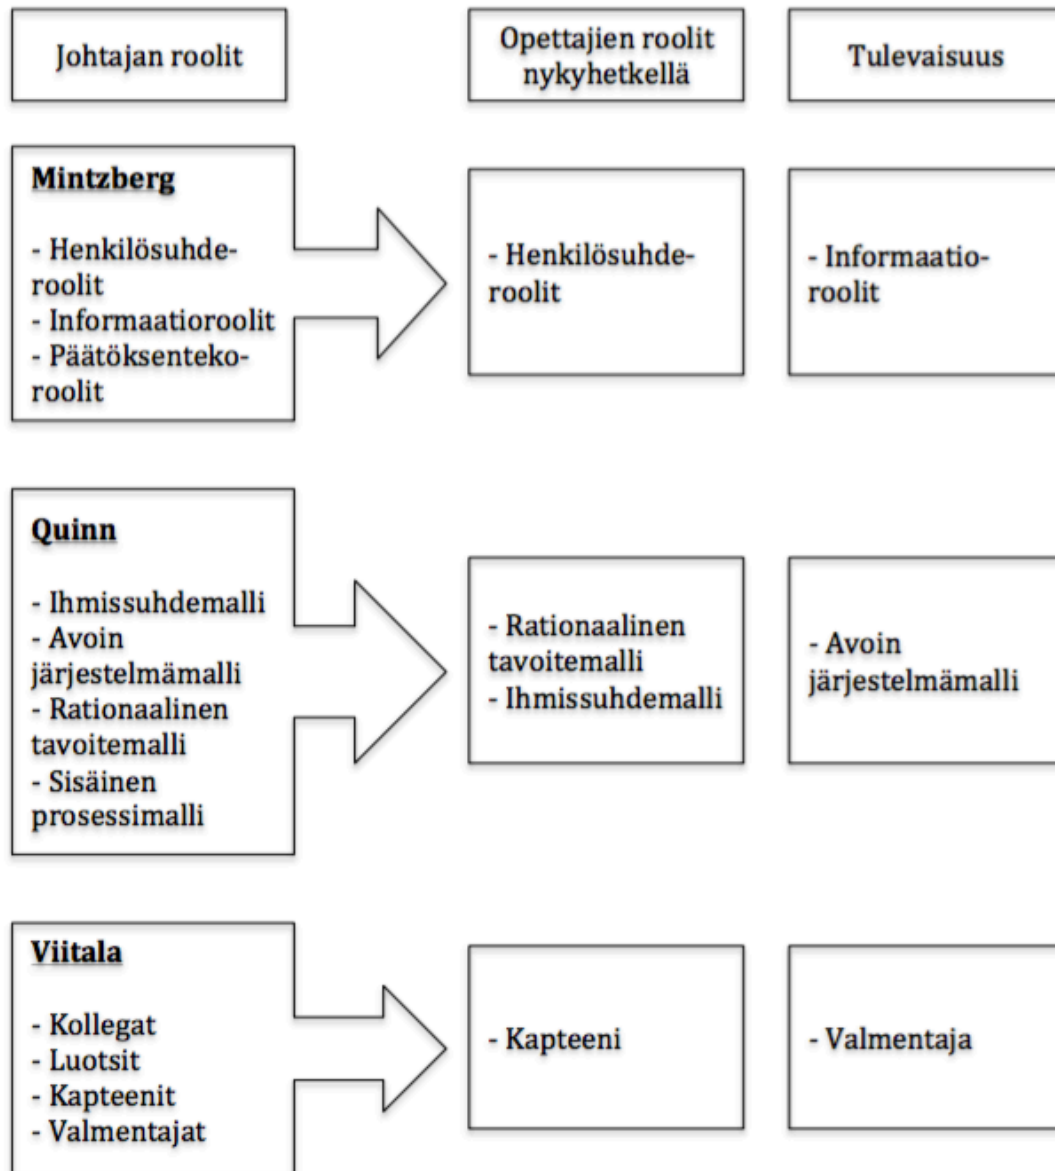 Johtajan roolit
Opettajien roolit
nykyhetkellä
Tulevaisuus
Mintzberg
- Henkilösuhde-
roolit
- Informaatioroolit
- Päätöksenteko-
roolit
- Henkilösuhde-
roolit
- Informaatio-
roolit
Quinn
- Ihmissuhdemalli
- Avoin
järjestelmämalli
- Rationaalinen
tavoitemalli
- Sisäinen
prosessimalli
- Rationaalinen
tavoitemalli
- Ihmissuhdemalli
- Avoin
järjestelmämalli
Viitala
- Kollegat
- Luotsit
- Kapteenit
- Valmentajat
- Kapteeni
- Valmentaja